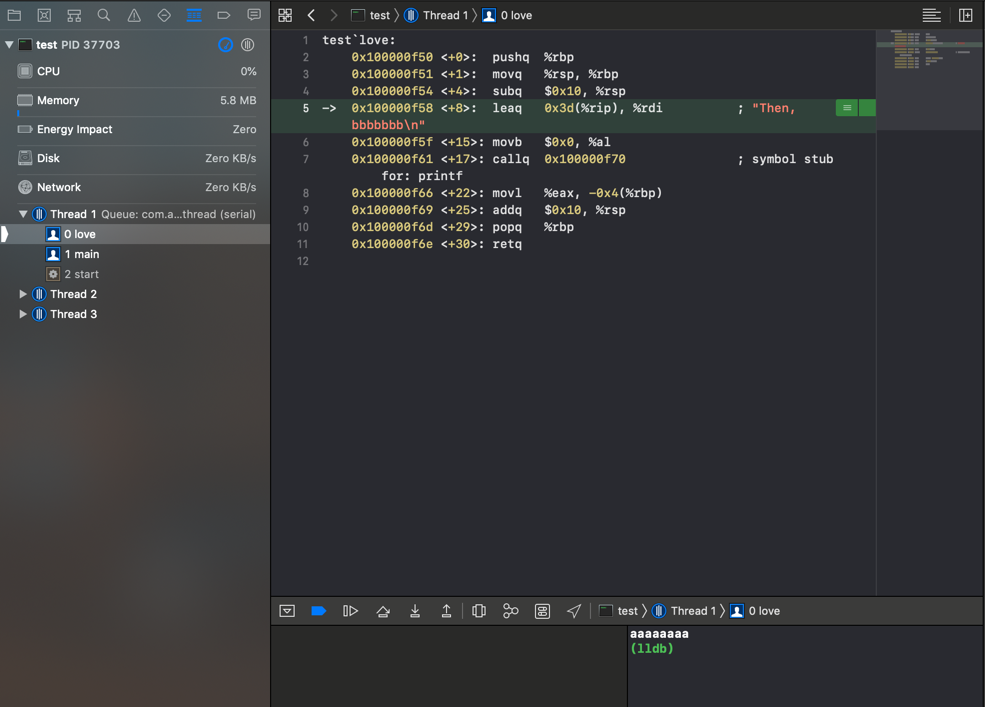 test 〉 Thread 1 〉 0 love
test PID 37703
CPU 0%
Memory 5.8 MB
Energy Impact Zero
Disk Zero KB/s
Network Zero KB/s
Thread 1 Queue: com.a...thread (serial)
0 love
1 main
2 start
Thread 2
Thread 3
1 test`love:
2 0x100000f50 <+0>: pushq %rbp
3 0x100000f51 <+1>: movq %rsp, %rbp
4 0x100000f54 <+4>: subq $0x10, %rsp
5 -> 0x100000f58 <+8>: leaq 0x3d(%rip), %rdi ; "Then,
bbbbbbb\n"
6 0x100000f5f <+15>: movb $0x0, %al
7 0x100000f61 <+17>: callq 0x100000f70 ; symbol stub
for: printf
8 0x100000f66 <+22>: movl %eax, -0x4(%rbp)
9 0x100000f69 <+25>: addq $0x10, %rsp
10 0x100000f6d <+29>: popq %rbp
11 0x100000f6e <+30>: retq
12
test 〉 Thread 1 〉 0 love
aaaaaaaa
(lldb)